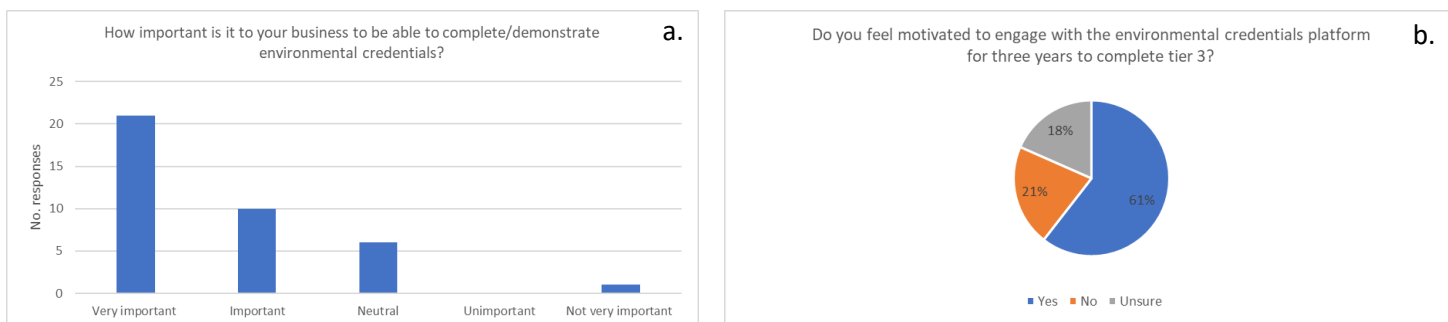 How important is it to your business to be able to complete/demonstrate
environmental credentials?
a.
25
20
15
10
5
0
No. responses
Very important
Important
Neutral
Unimportant
Not very important
Do you feel motivated to engage with the environmental credentials platform
for three years to complete tier 3?
b.
18%
21%
61%
Yes No Unsure